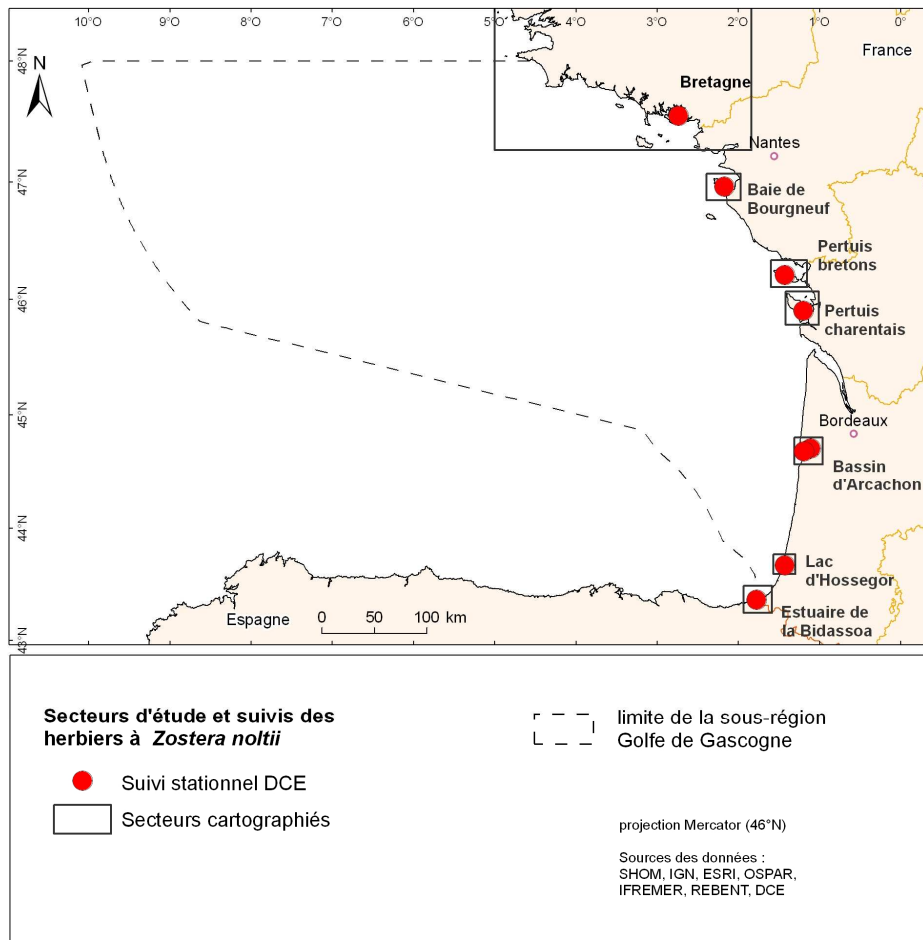 10°O 9°O 8°O 7°O 6°O 5°O 4°O 3°O 2°O 1°O 0°
48°N
N
France
Bretagne
Nantes
47°N
Baie de
Bourgneuf
Pertuis
bretons
46°N
Pertuis
charentais
45°N
Bordeaux
Bassin
d'Arcachon
44°N
Lac
d'Hossegor
Espagne
0 50 100 km
Estuaire de
la Bidassoa
43°N
Secteurs d'étude et suivis des
herbiers à Zostera noltii
Suivi stationnel DCE
Secteurs cartographiés
limite de la sous-région
Golfe de Gascogne
projection Mercator (46°N)
Sources des données :
SHOM, IGN, ESRI, OSPAR,
IFREMER, REBENT, DCE